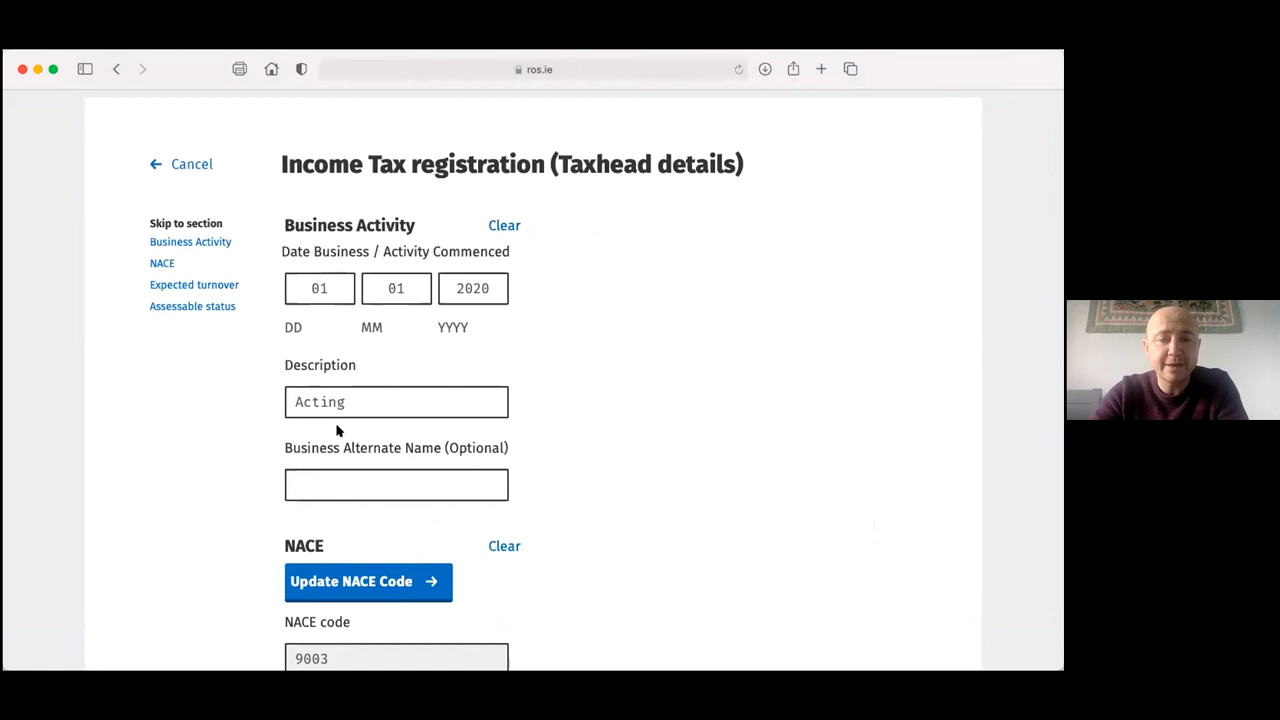 ros.ie
Cancel
Income Tax registration (Taxhead details)
Skip to section
Business Activity
NACE
Expected turnover
Assessable status
Business Activity
Clear
Date Business / Activity Commenced
01 01 2020
DD MM YYYY
Description
Acting
Business Alternate Name (Optional)
NACE
Clear
Update NACE Code
NACE code
9003